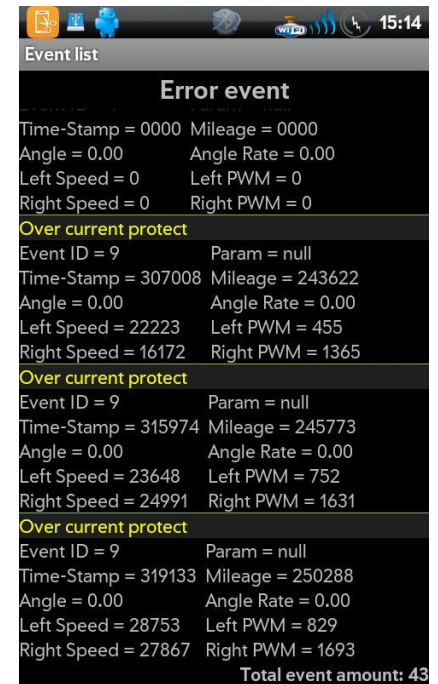 WiFi 15:14
Event list
Error event
Time-Stamp = 0000 Mileage = 0000
Angle = 0.00 Angle Rate = 0.00
Left Speed = 0 Left PWM = 0
Right Speed = 0 Right PWM = 0
Over current protect
Event ID = 9 Param = null
Time-Stamp = 307008 Mileage = 243622
Angle = 0.00 Angle Rate = 0.00
Left Speed = 22223 Left PWM = 455
Right Speed = 16172 Right PWM = 1365
Over current protect
Event ID = 9 Param = null
Time-Stamp = 315974 Mileage = 245773
Angle = 0.00 Angle Rate = 0.00
Left Speed = 23648 Left PWM = 752
Right Speed = 24991 Right PWM = 1631
Over current protect
Event ID = 9 Param = null
Time-Stamp = 319133 Mileage = 250288
Angle = 0.00 Angle Rate = 0.00
Left Speed = 28753 Left PWM = 829
Right Speed = 27867 Right PWM = 1693
Total event amount: 43